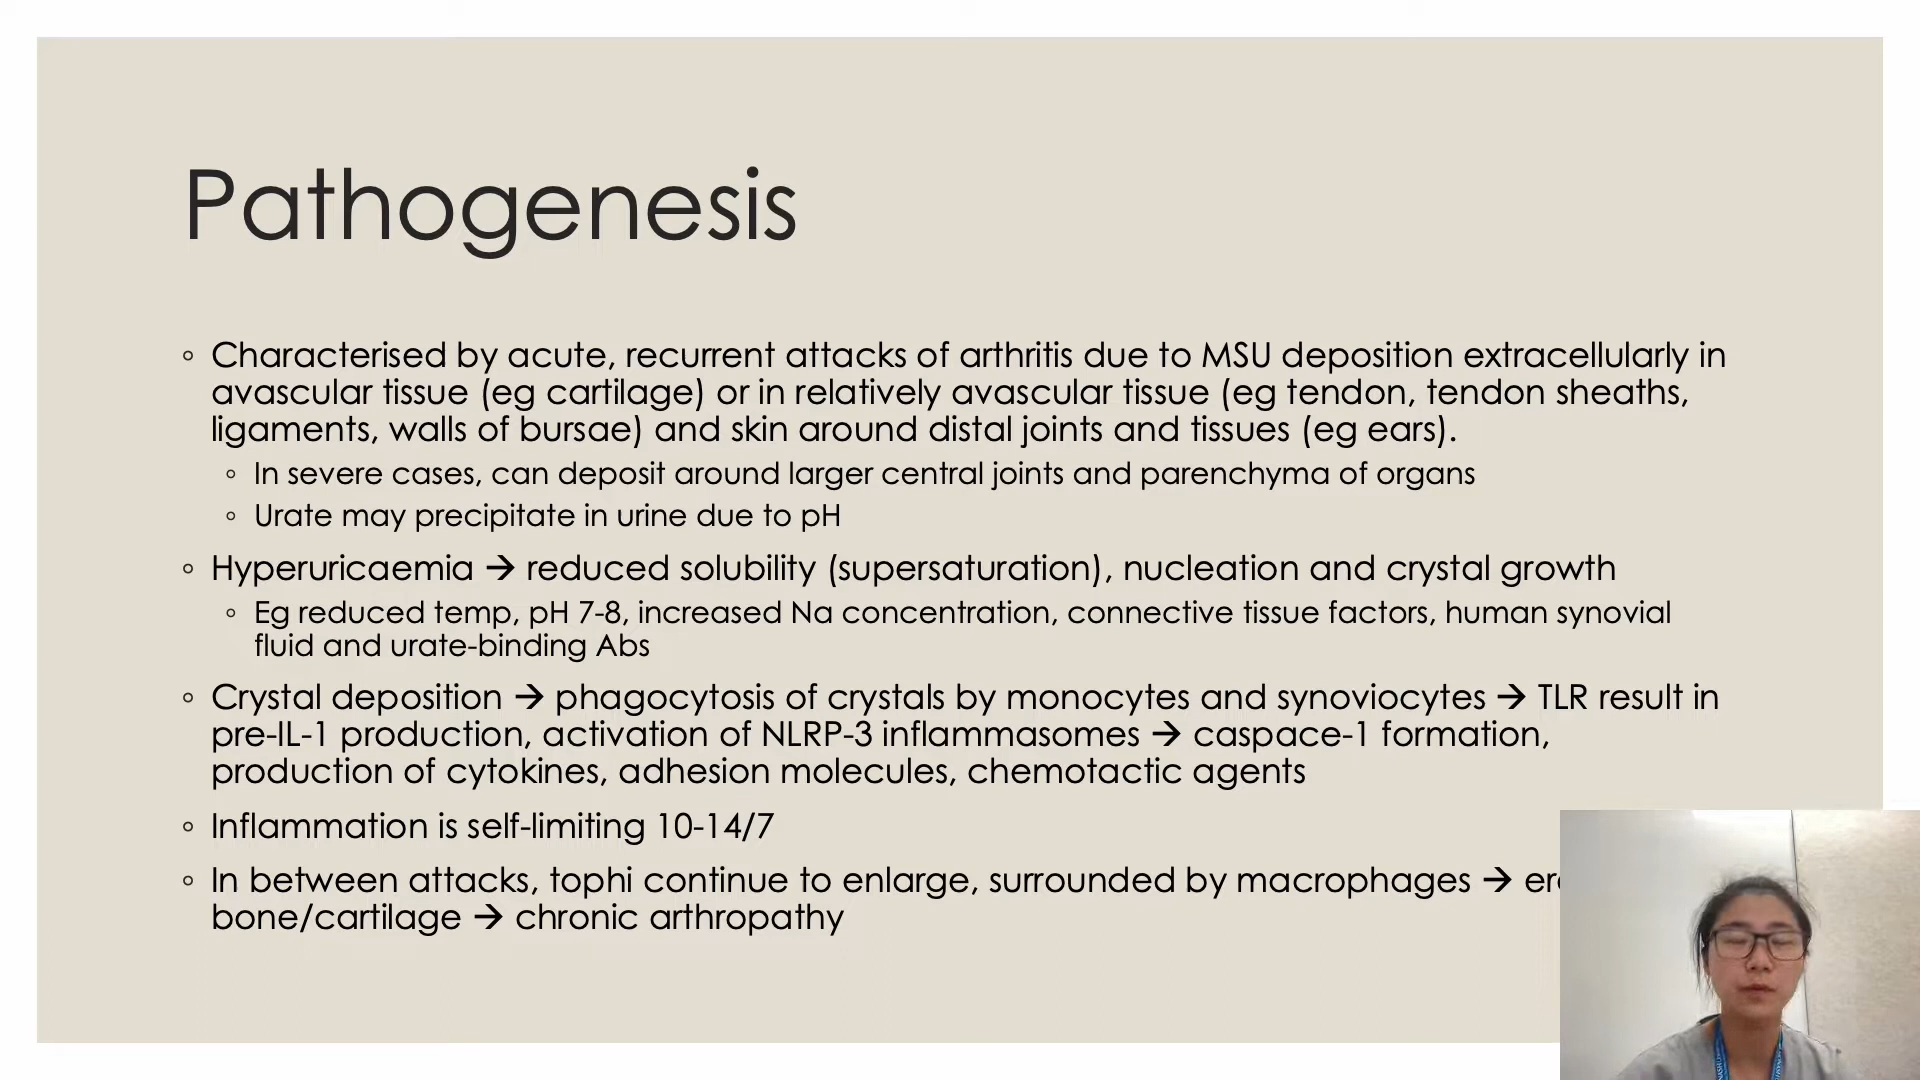 Pathogenesis
◦ Characterised by acute, recurrent attacks of arthritis due to MSU deposition extracellularly in
avascular tissue (eg cartilage) or in relatively avascular tissue (eg tendon, tendon sheaths,
ligaments, walls of bursae) and skin around distal joints and tissues (eg ears).
◦ In severe cases, can deposit around larger central joints and parenchyma of organs
◦ Urate may precipitate in urine due to pH
◦ Hyperuricaemia → reduced solubility (supersaturation), nucleation and crystal growth
◦ Eg reduced temp, pH 7-8, increased Na concentration, connective tissue factors, human synovial
fluid and urate-binding Abs
◦ Crystal deposition → phagocytosis of crystals by monocytes and synoviocytes → TLR result in
pre-IL-1 production, activation of NLRP-3 inflammasomes → caspace-1 formation,
production of cytokines, adhesion molecules, chemotactic agents
◦ Inflammation is self-limiting 10-14/7
◦ In between attacks, tophi continue to enlarge, surrounded by macrophages →
bone/cartilage → chronic arthropathy